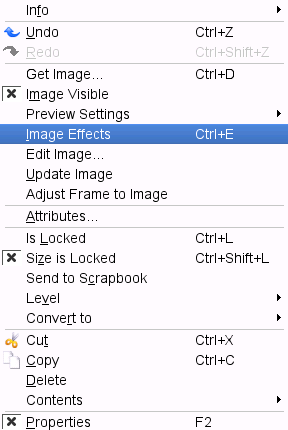 Info
Undo Ctrl+Z
Redo Ctrl+Shift+Z
Get Image... Ctrl+D
Image Visible
Preview Settings
Image Effects Ctrl+E
Edit Image...
Update Image
Adjust Frame to Image
Attributes...
Is Locked Ctrl+L
Size is Locked Ctrl+Shift+L
Send to Scrapbook
Level
Convert to
Cut Ctrl+X
Copy Ctrl+C
Delete
Contents
Properties F2